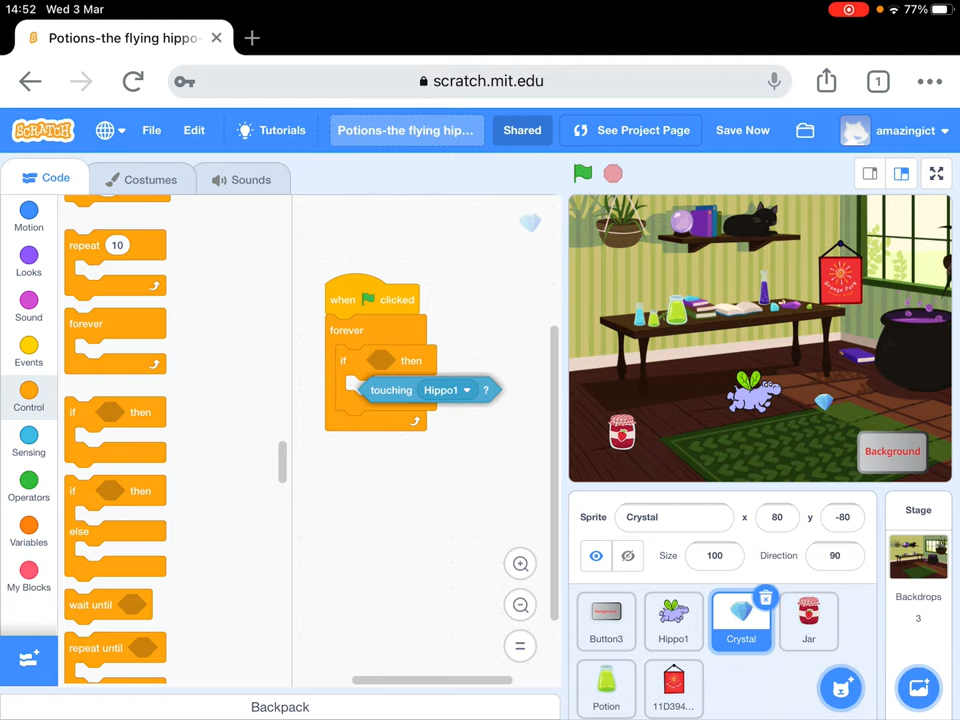 14:52 Wed 3 Mar
77%
Potions-the flying hippo-
scratch.mit.edu
1
SCRATCH
File
Edit
Tutorials
Potions-the flying hip...
Shared
See Project Page
Save Now
amazingict
Code
Costumes
Sounds
Motion
Looks
Sound
Events
Control
Sensing
Operators
Variables
My Blocks
repeat 10
forever
if then
if then
else
wait until
repeat until
when clicked
forever
if then
touching Hippo1 ?
Backpack
Grange Park
Background
Sprite Crystal x 80 y -80
Size 100 Direction 90
Stage
Backdrops
3
Background
Button3
Hippo1
Crystal
Jar
Potion
11D394...